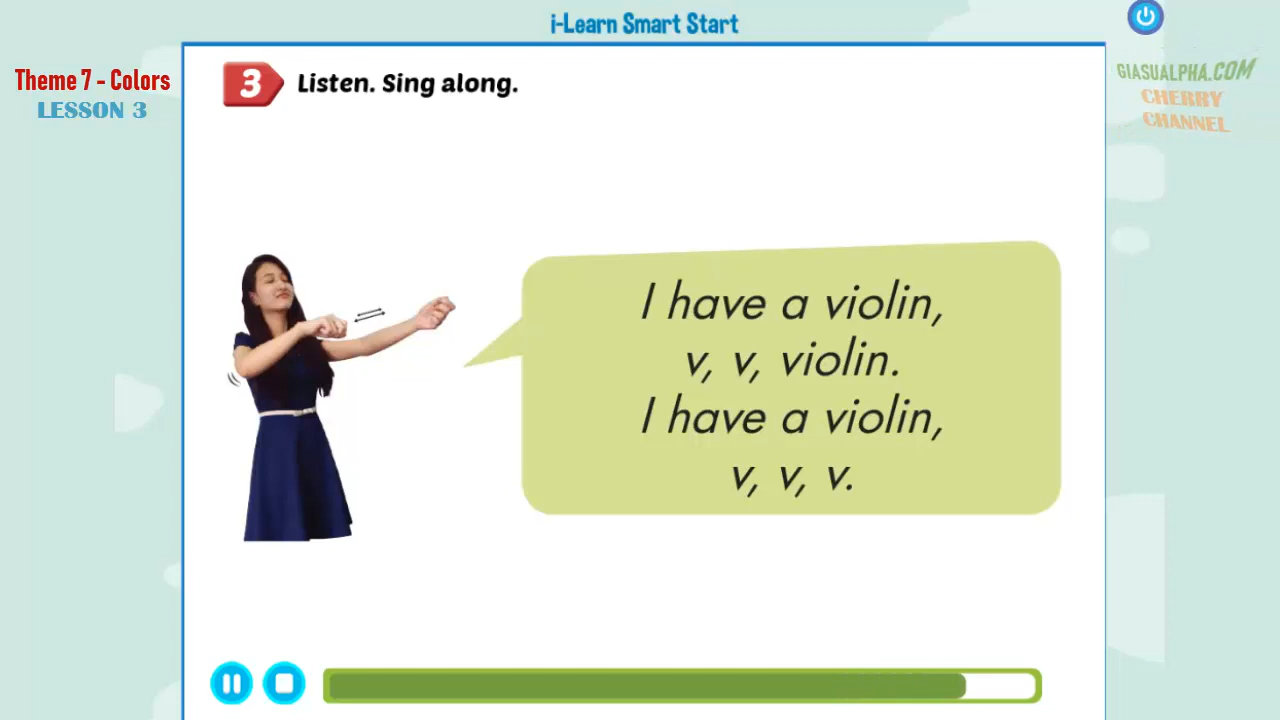 i-Learn Smart Start
Theme 7 - Colors
LESSON 3
GIASUALPHA.COM
CHERRY
CHANNEL
3 Listen. Sing along.
I have a violin,
v, v, violin.
I have a violin,
v, v, v.